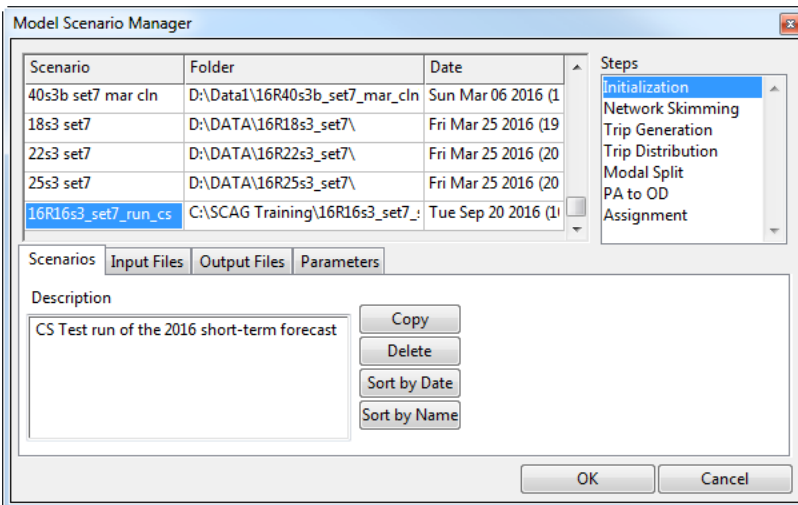 Model Scenario Manager
Scenario Folder Date
40s3b set7 mar cln D:\Data1\16R40s3b_set7_mar_cln Sun Mar 06 2016 (1
18s3 set7 D:\DATA\16R18s3_set7\ Fri Mar 25 2016 (19
22s3 set7 D:\DATA\16R22s3_set7\ Fri Mar 25 2016 (20
25s3 set7 D:\DATA\16R25s3_set7\ Fri Mar 25 2016 (20
16R16s3_set7_run_cs C:\SCAG Training\16R16s3_set7_ Tue Sep 20 2016 (1
Steps
Initialization
Network Skimming
Trip Generation
Trip Distribution
Modal Split
PA to OD
Assignment
Scenarios Input Files Output Files Parameters
Description
CS Test run of the 2016 short-term forecast
Copy
Delete
Sort by Date
Sort by Name
OK Cancel